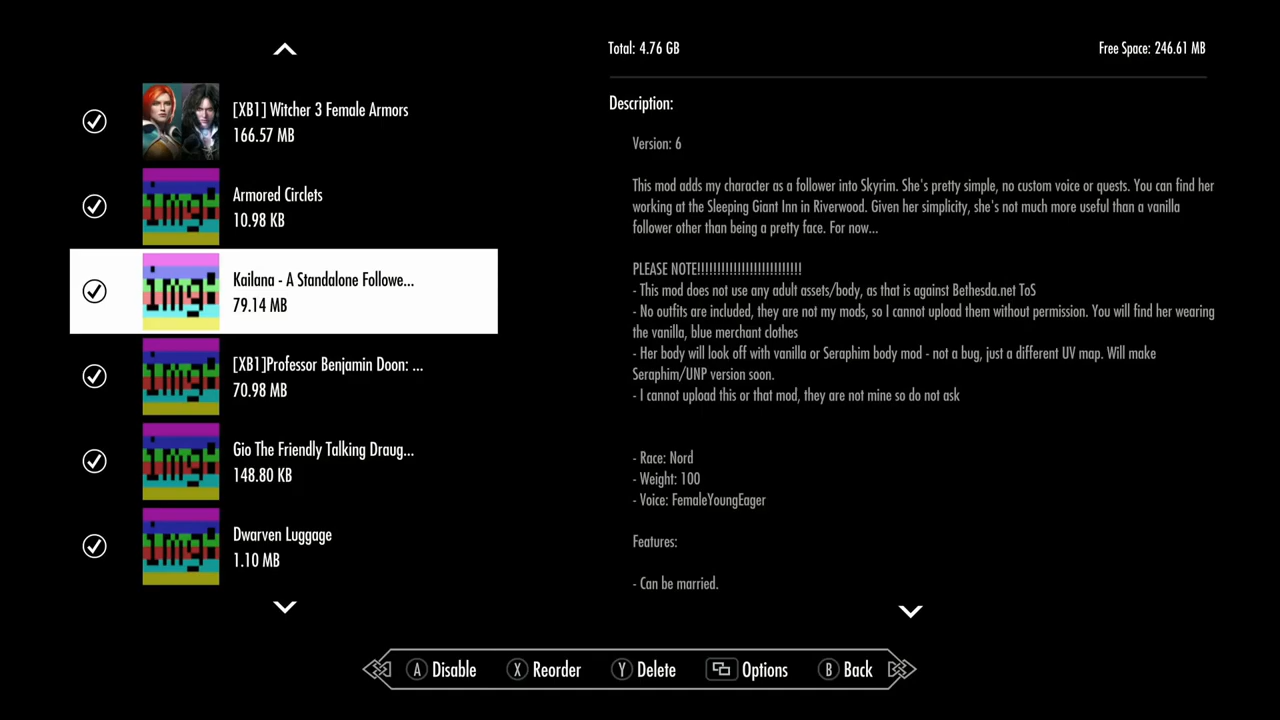 Total: 4.76 GB
Free Space: 246.61 MB
[XB1] Witcher 3 Female Armors
166.57 MB
Armored Circlets
10.98 KB
Kailana - A Standalone Followe...
79.14 MB
[XB1]Professor Benjamin Doon: ...
70.98 MB
Gio The Friendly Talking Draug...
148.80 KB
Dwarven Luggage
1.10 MB
Description:
Version: 6
This mod adds my character as a follower into Skyrim. She's pretty simple, no custom voice or quests. You can find her
working at the Sleeping Giant Inn in Riverwood. Given her simplicity, she's not much more useful than a vanilla
follower other than being a pretty face. For now...
PLEASE NOTE!!!!!!!!!!!!!!!!!!!!!!!!!!
- This mod does not use any adult assets/body, as that is against Bethesda.net ToS
- No outfits are included, they are not my mods, so I cannot upload them without permission. You will find her wearing
the vanilla, blue merchant clothes
- Her body will look off with vanilla or Seraphim body mod - not a bug, just a different UV map. Will make
Seraphim/UNP version soon.
- I cannot upload this or that mod, they are not mine so do not ask
- Race: Nord
- Weight: 100
- Voice: FemaleYoungEager
Features:
- Can be married.
A Disable X Reorder Y Delete Options B Back